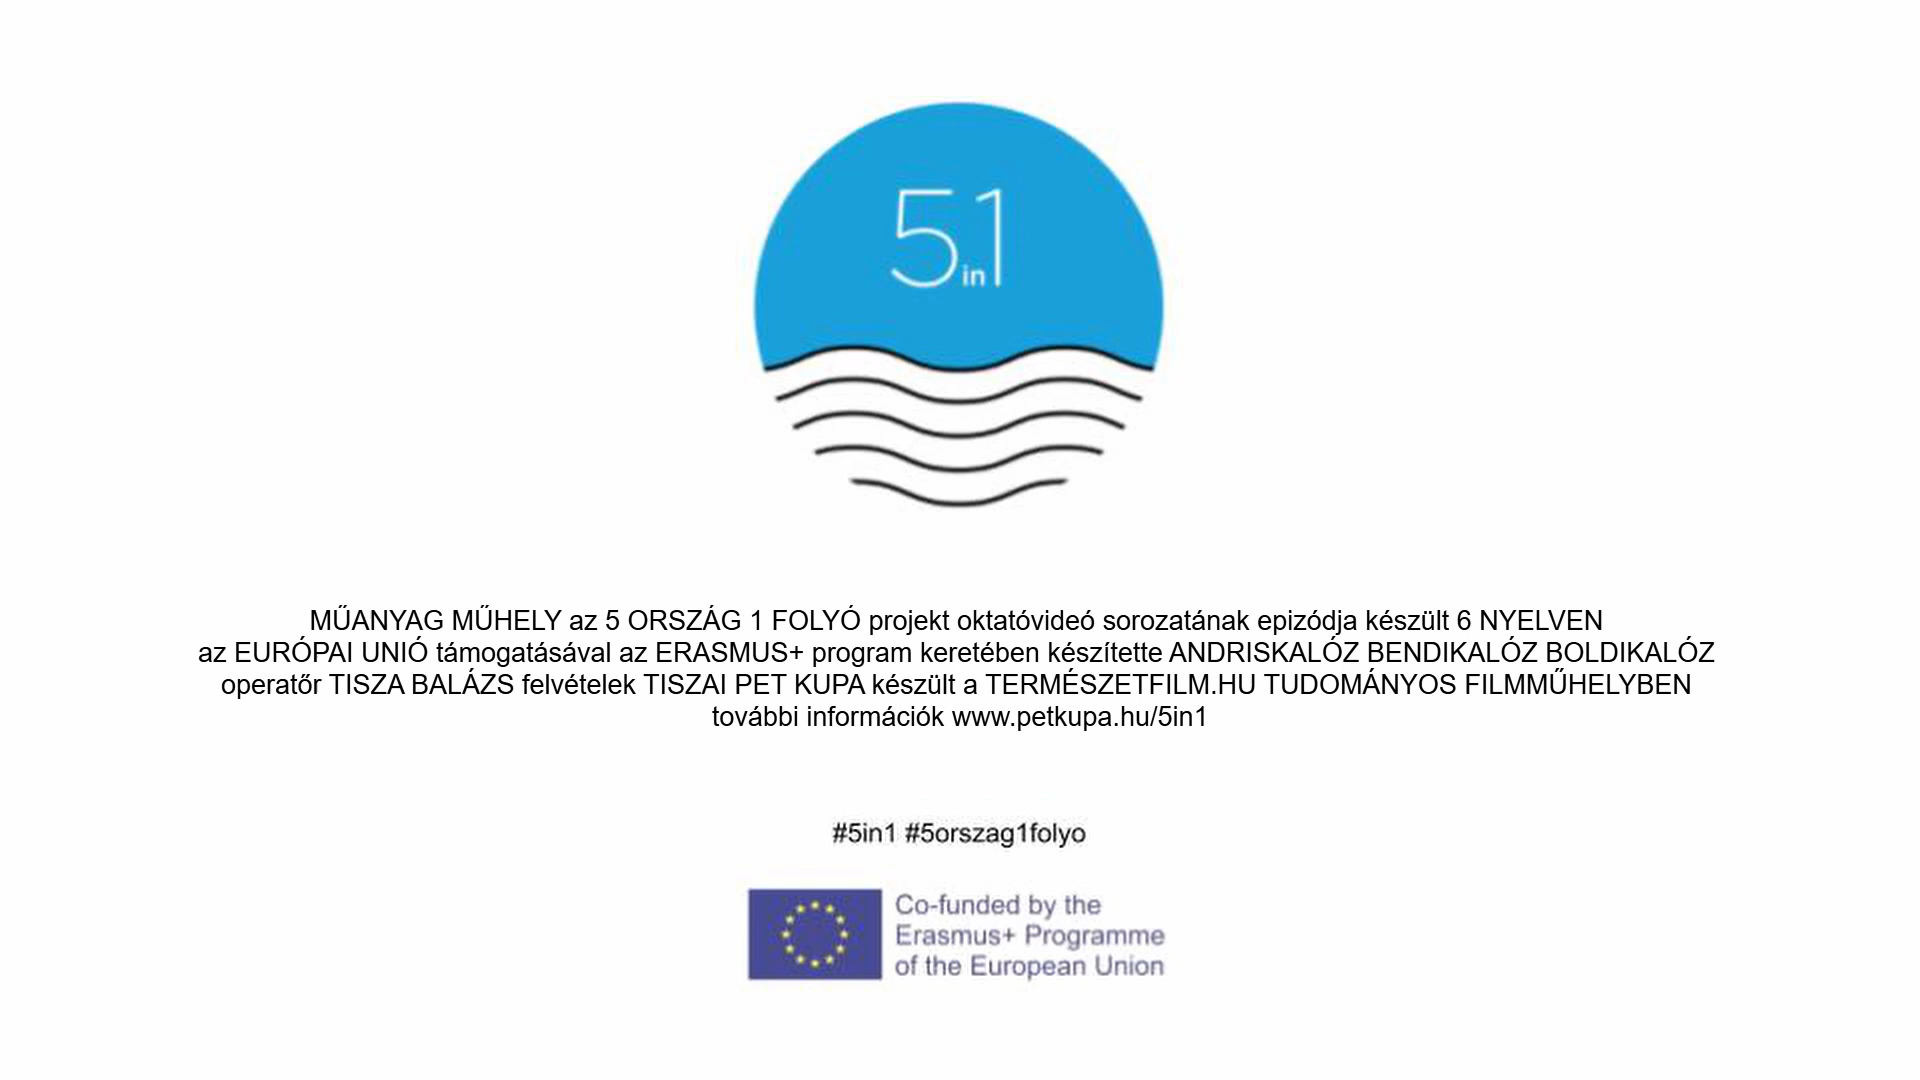 5in1
MŰANYAG MŰHELY az 5 ORSZÁG 1 FOLYÓ projekt oktatóvideó sorozatának epizódja készült 6 NYELVEN
az EURÓPAI UNIÓ támogatásával az ERASMUS+ program keretében készítette ANDRISKALÓZ BENDIKALÓZ BOLDIKALÓZ
operatőr TISZA BALÁZS felvételek TISZAI PET KUPA készült a TERMÉSZETFILM.HU TUDOMÁNYOS FILMMŰHELYBEN
további információk www.petkupa.hu/5in1
#5in1 #5orszag1folyo
Co-funded by the
Erasmus+ Programme
of the European Union